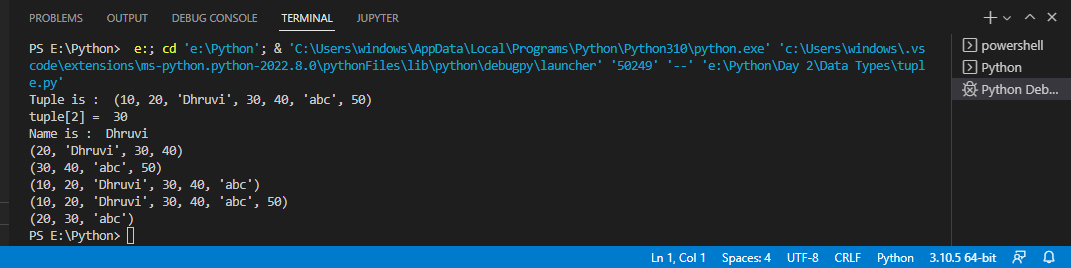 PROBLEMS OUTPUT DEBUG CONSOLE TERMINAL JUPYTER
PS E:\Python>  e:; cd 'e:\Python'; & 'C:\Users\windows\AppData\Local\Programs\Python\Python310\python.exe' 'c:\Users\windows\.vs
code\extensions\ms-python.python-2022.8.0\pythonFiles\lib\python\debugpy\launcher' '50249' '--' 'e:\Python\Day 2\Data Types\tupl
e.py'
Tuple is :  (10, 20, 'Dhruvi', 30, 40, 'abc', 50)
tuple[2] =  30
Name is :  Dhruvi
(20, 'Dhruvi', 30, 40)
(30, 40, 'abc', 50)
(10, 20, 'Dhruvi', 30, 40, 'abc')
(10, 20, 'Dhruvi', 30, 40, 'abc', 50)
(20, 30, 'abc')
PS E:\Python>
powershell
Python
Python Deb...
Ln 1, Col 1 Spaces: 4 UTF-8 CRLF Python 3.10.5 64-bit